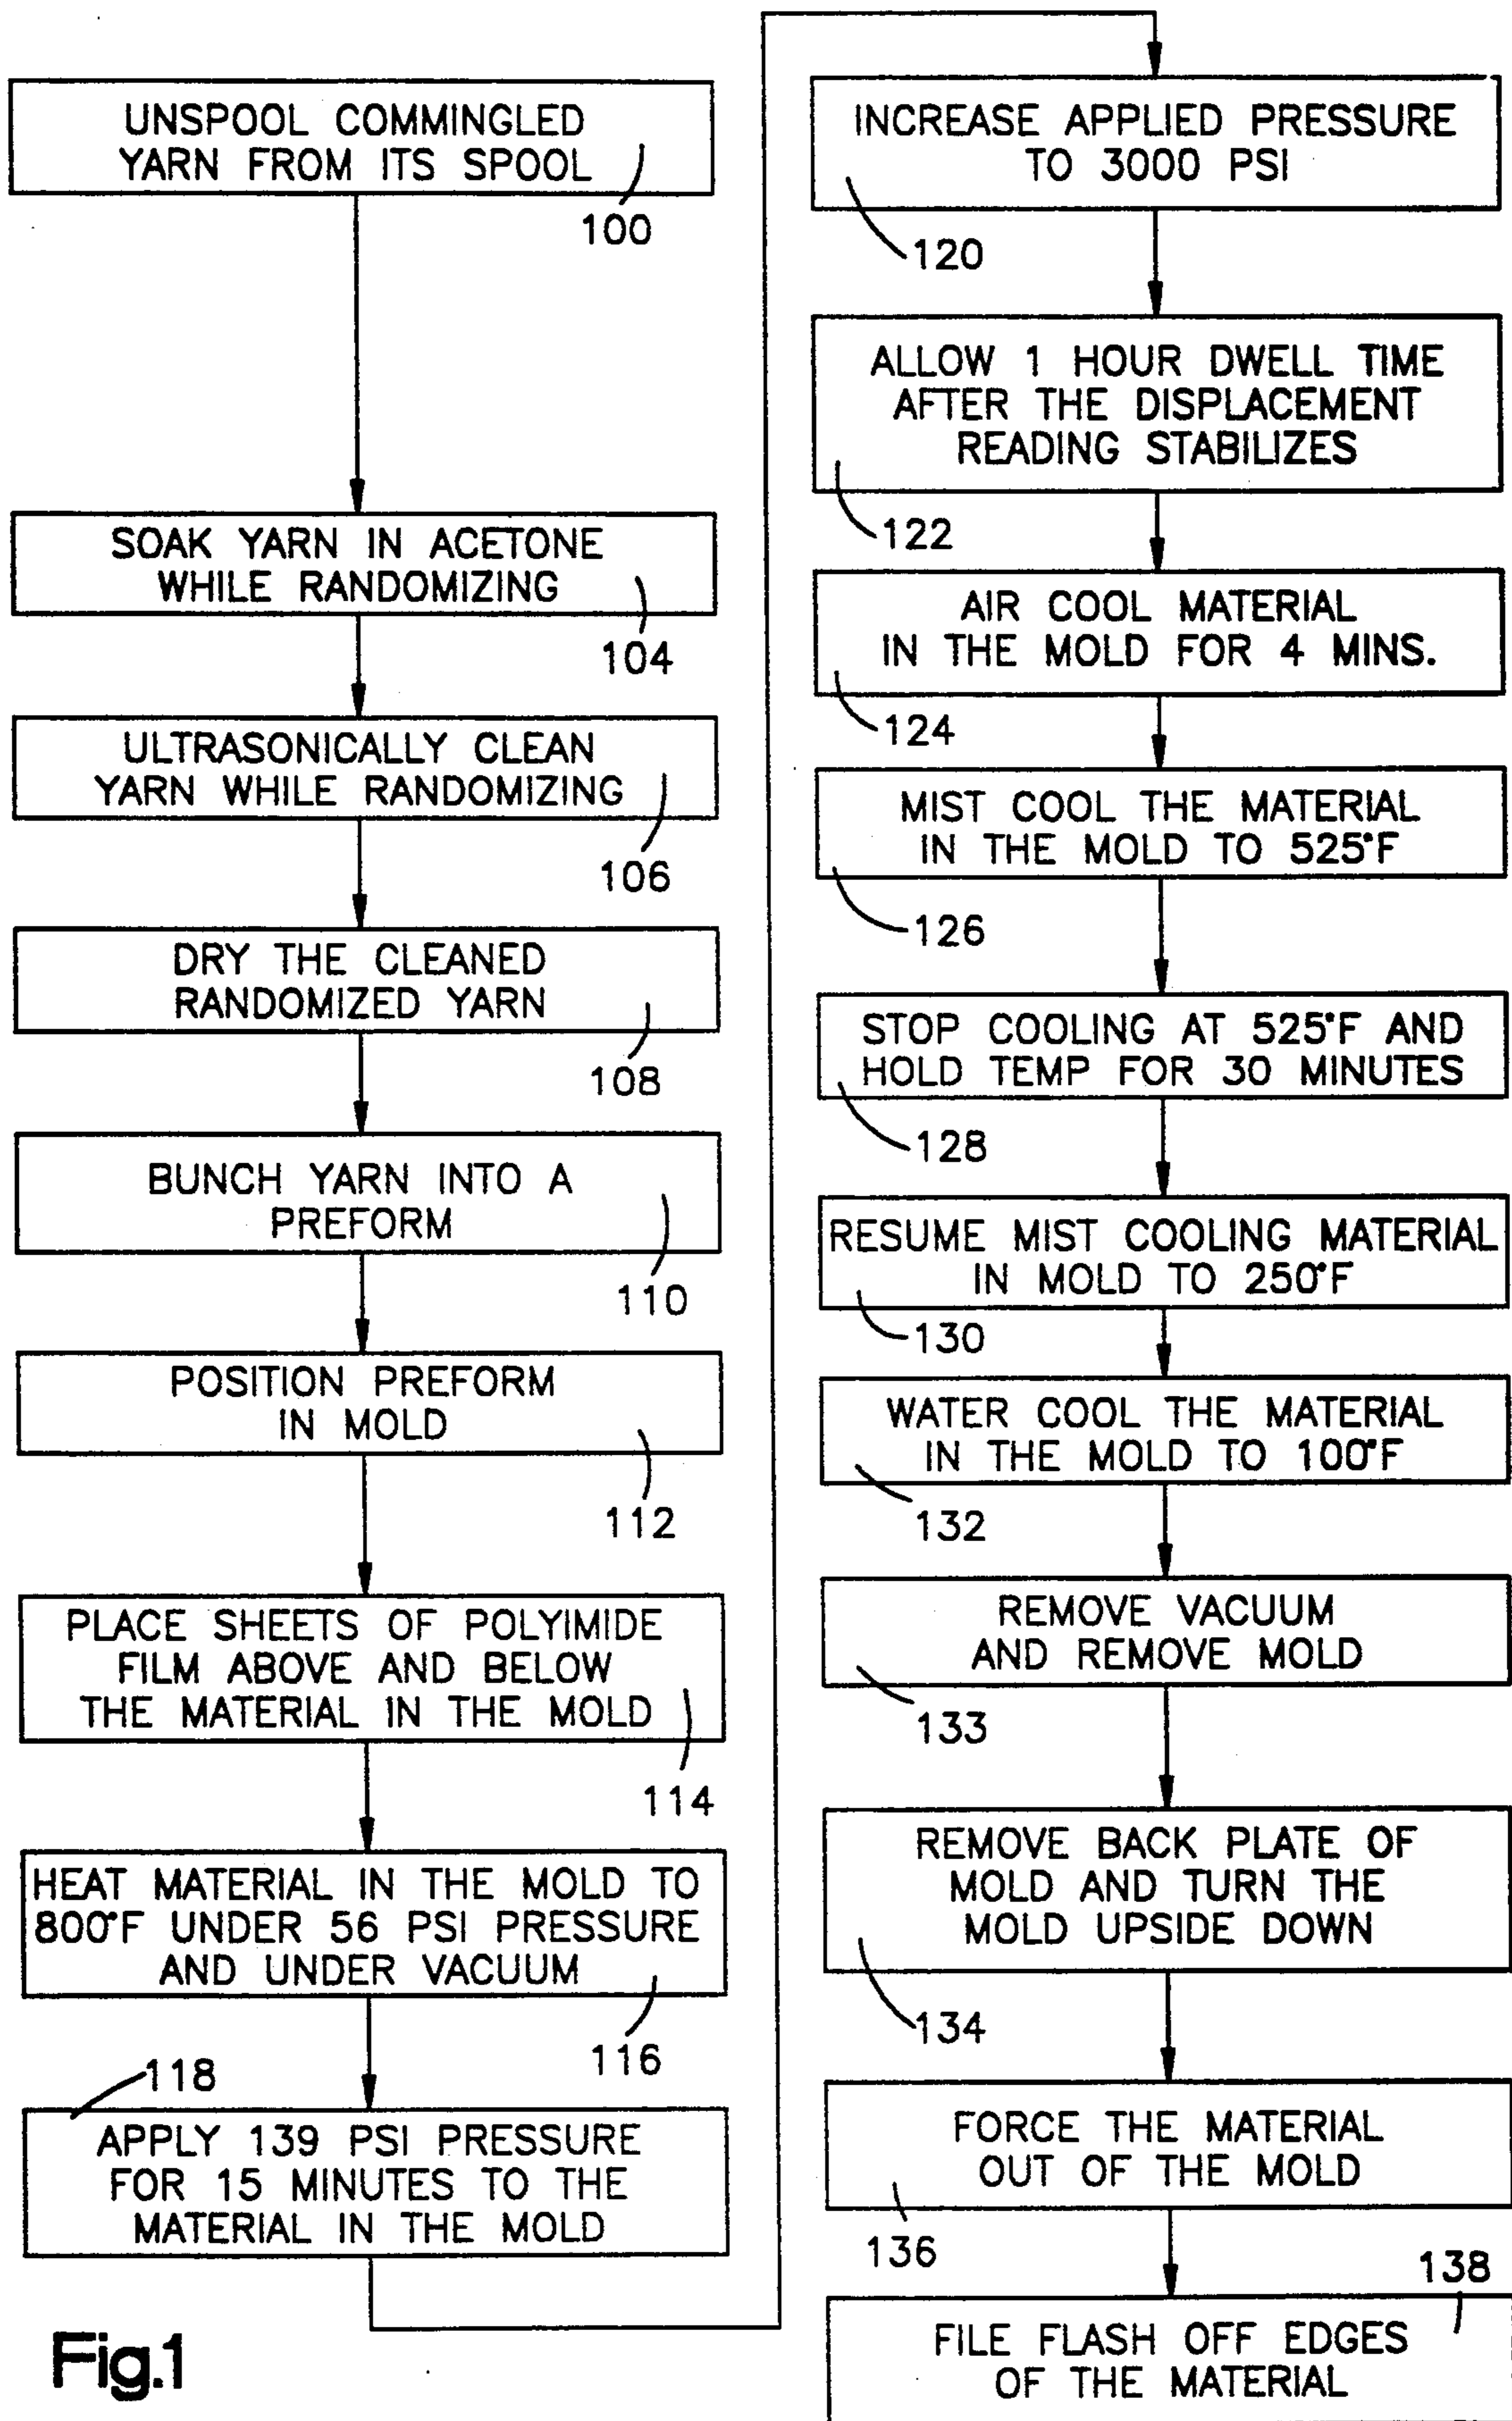 UNSPOOL COMMINGLED
YARN FROM ITS SPOOL
100
SOAK YARN IN ACETONE
WHILE RANDOMIZING
104
ULTRASONICALLY CLEAN
YARN WHILE RANDOMIZING
106
DRY THE CLEANED
RANDOMIZED YARN
108
BUNCH YARN INTO A
PREFORM
110
POSITION PREFORM
IN MOLD
112
PLACE SHEETS OF POLYIMIDE
FILM ABOVE AND BELOW
THE MATERIAL IN THE MOLD
114
HEAT MATERIAL IN THE MOLD TO
800°F UNDER 56 PSI PRESSURE
AND UNDER VACUUM
116
118
APPLY 139 PSI PRESSURE
FOR 15 MINUTES TO THE
MATERIAL IN THE MOLD
INCREASE APPLIED PRESSURE
TO 3000 PSI
120
ALLOW 1 HOUR DWELL TIME
AFTER THE DISPLACEMENT
READING STABILIZES
122
AIR COOL MATERIAL
IN THE MOLD FOR 4 MINS.
124
MIST COOL THE MATERIAL
IN THE MOLD TO 525°F
126
STOP COOLING AT 525°F AND
HOLD TEMP FOR 30 MINUTES
128
RESUME MIST COOLING MATERIAL
IN MOLD TO 250°F
130
WATER COOL THE MATERIAL
IN THE MOLD TO 100°F
132
REMOVE VACUUM
AND REMOVE MOLD
133
REMOVE BACK PLATE OF
MOLD AND TURN THE
MOLD UPSIDE DOWN
134
FORCE THE MATERIAL
OUT OF THE MOLD
136
138
FILE FLASH OFF EDGES
OF THE MATERIAL
Fig.1